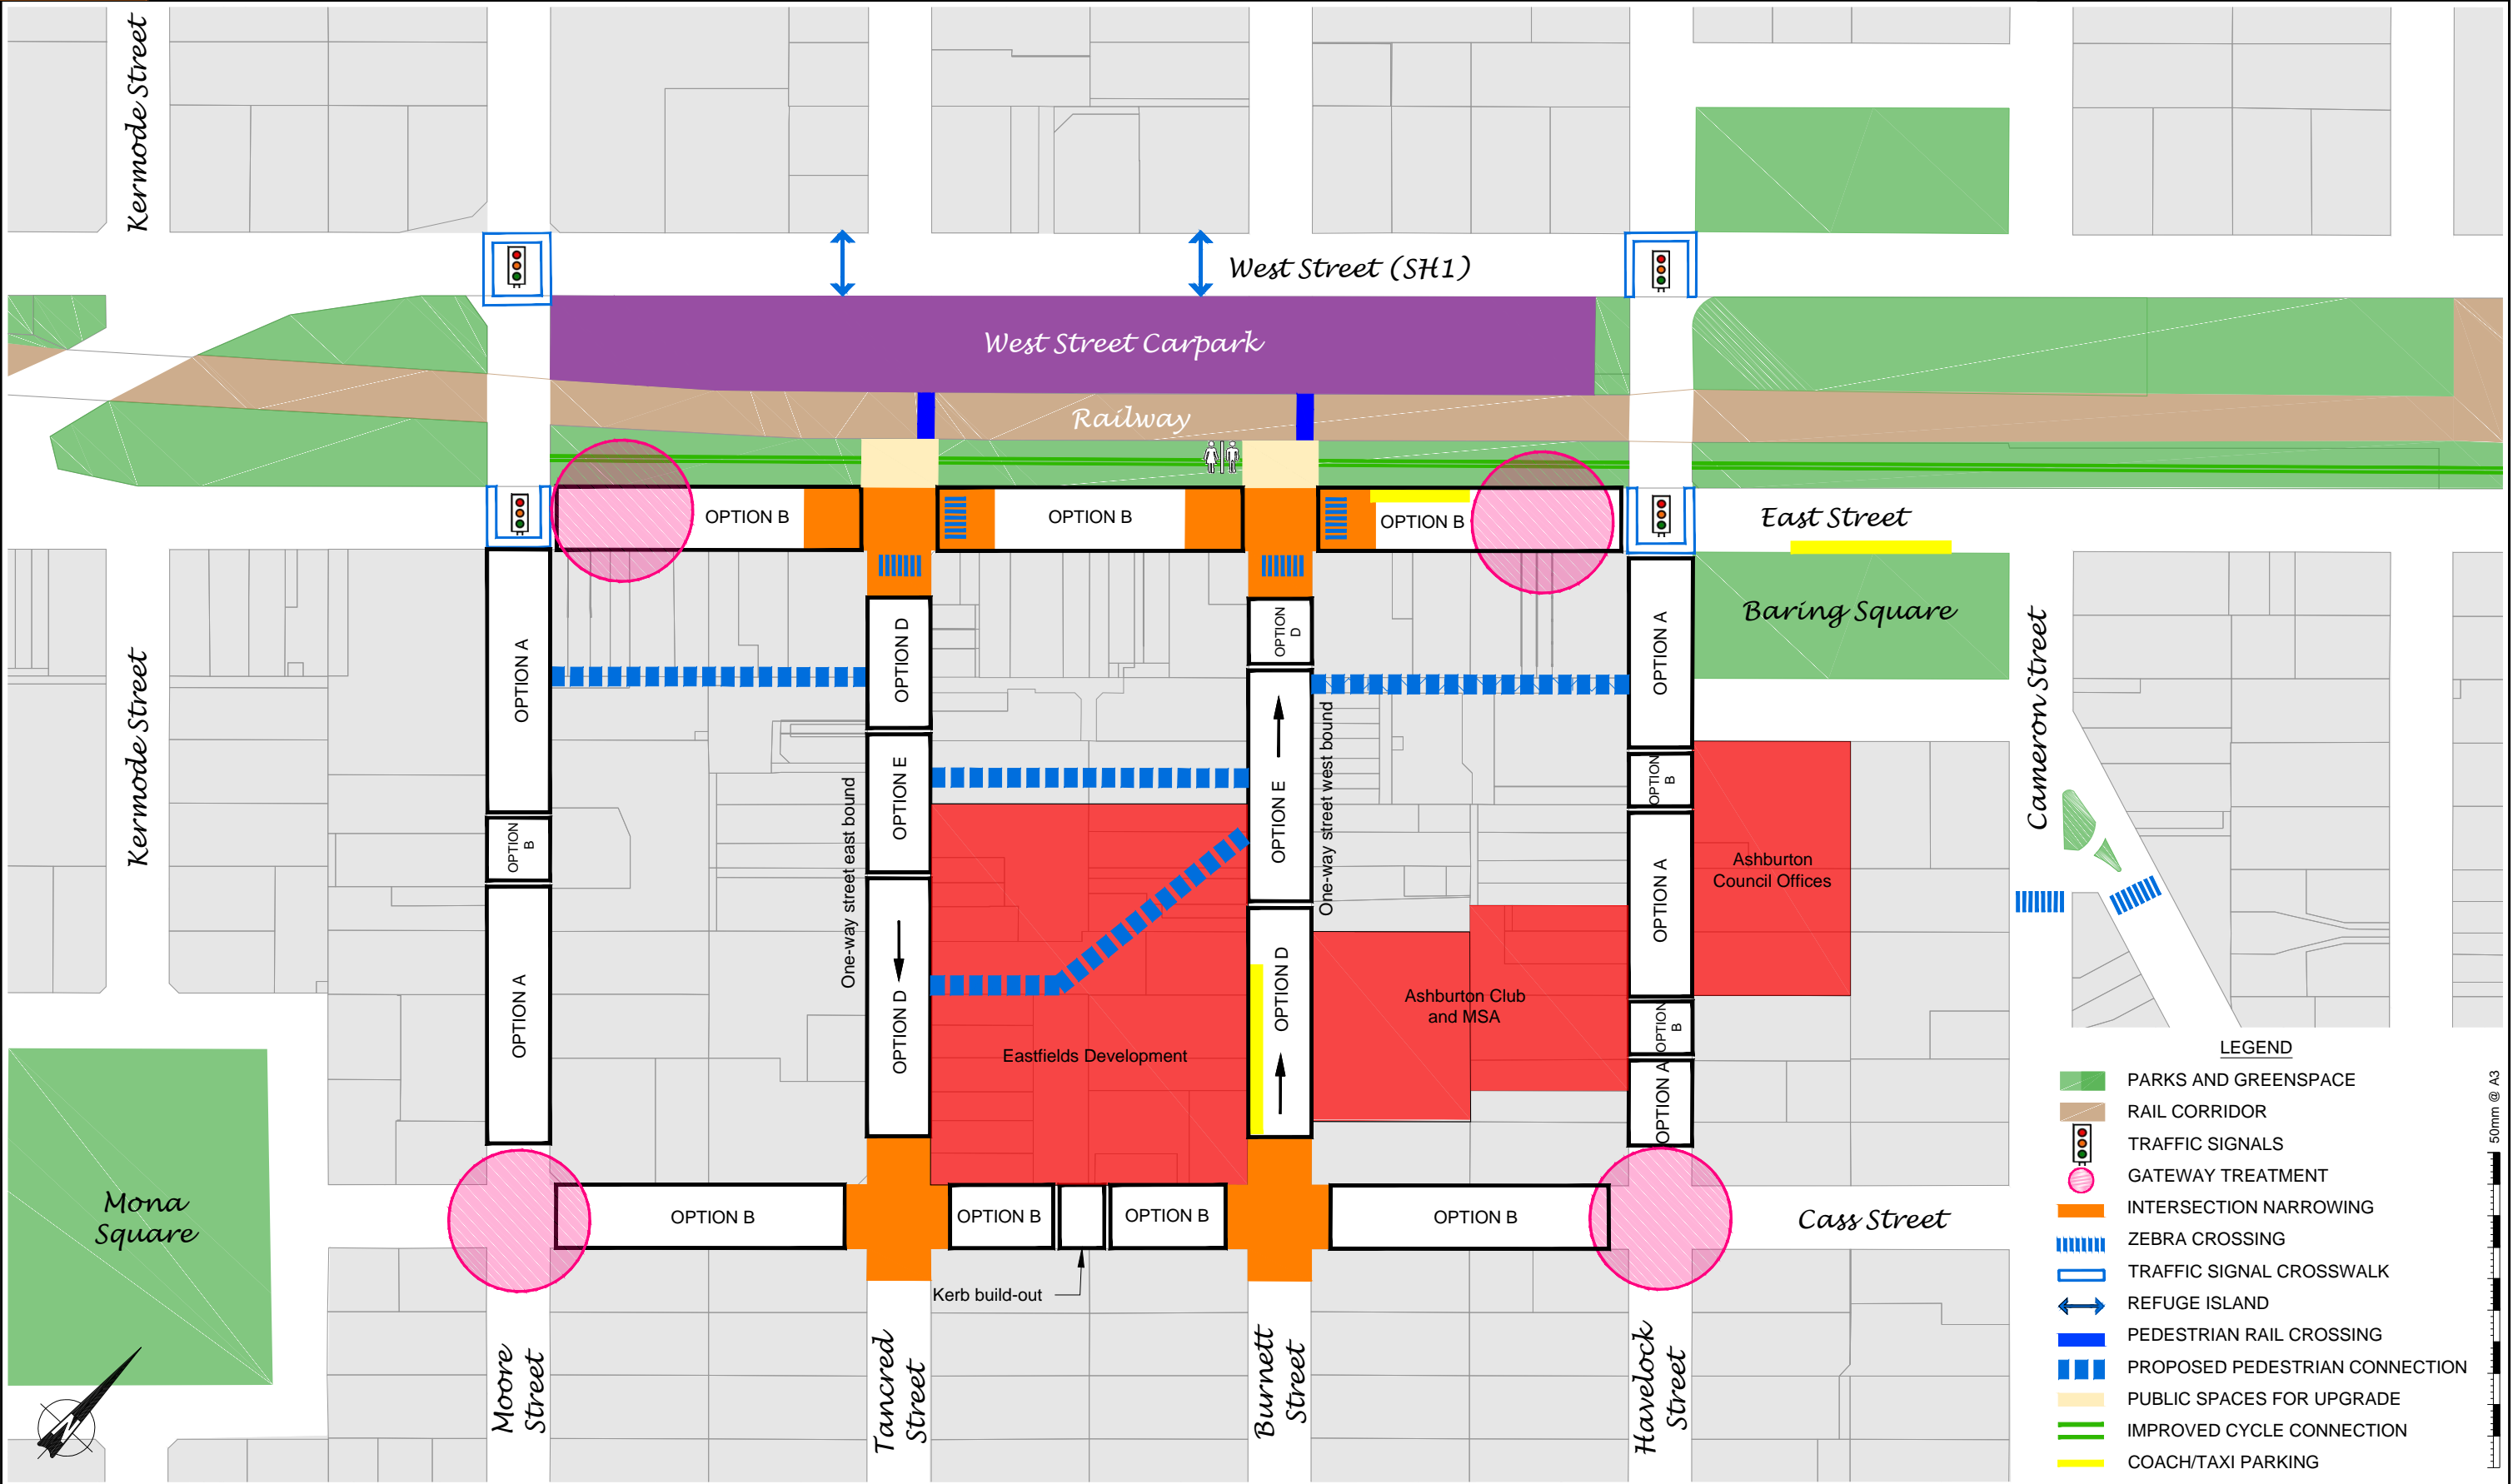 Kermode Street
West Street (SH1)
West Street Carpark
Railway
OPTION B
OPTION B
OPTION B
East Street
Baring Square
Kermode Street
OPTION A
OPTION B
OPTION A
OPTION D
OPTION E
OPTION D
One-way street east bound
OPTION
D
OPTION E
OPTION D
One-way street west bound
OPTION A
OPTION
B
OPTION A
OPTION
B
OPTION A
Cameron Street
Ashburton
Council Offices
Ashburton Club
and MSA
Eastfields Development
Mona
Square
OPTION B
OPTION B
OPTION B
OPTION B
Cass Street
Kerb build-out
Moore
Street
Tancred
Street
Burnett
Street
Havelock
Street
LEGEND
PARKS AND GREENSPACE
RAIL CORRIDOR
TRAFFIC SIGNALS
GATEWAY TREATMENT
INTERSECTION NARROWING
ZEBRA CROSSING
TRAFFIC SIGNAL CROSSWALK
REFUGE ISLAND
PEDESTRIAN RAIL CROSSING
PROPOSED PEDESTRIAN CONNECTION
PUBLIC SPACES FOR UPGRADE
IMPROVED CYCLE CONNECTION
COACH/TAXI PARKING
50mm @ A3